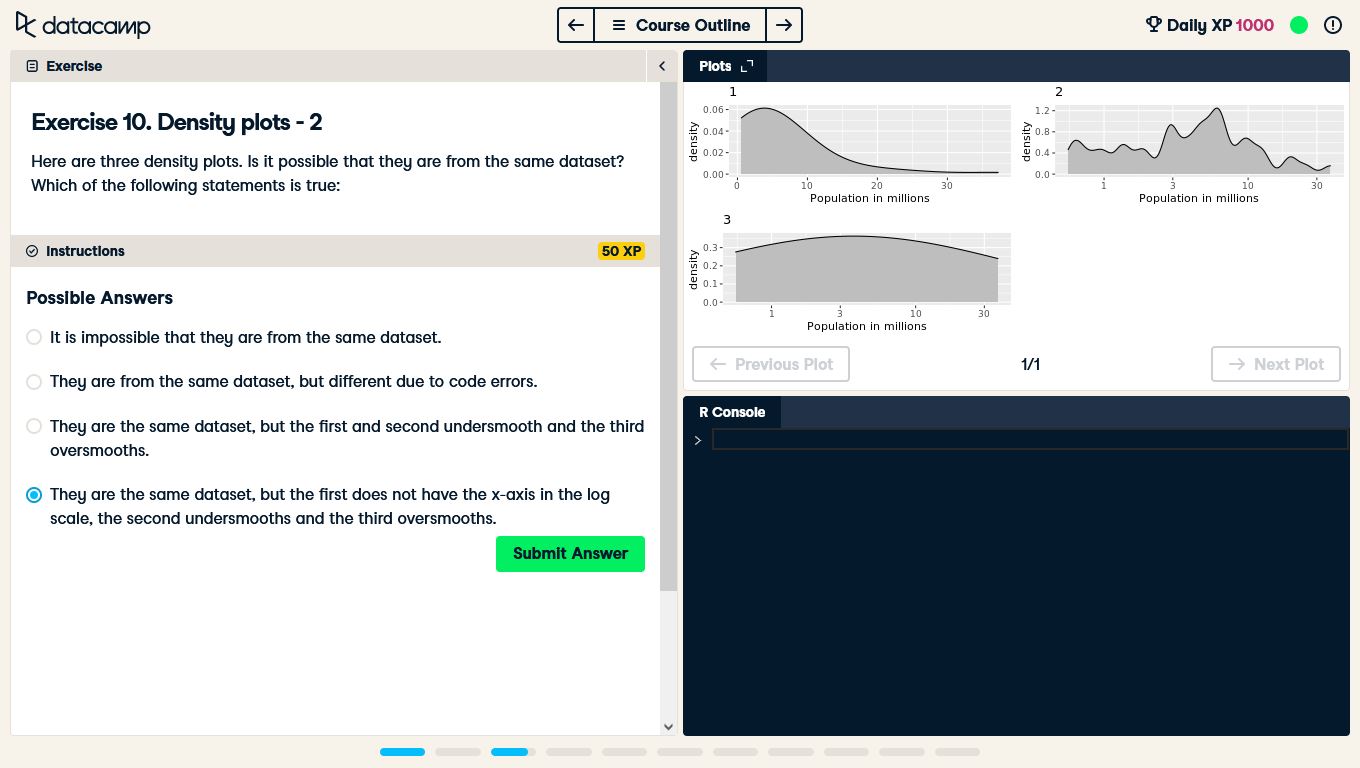 datacamp
Course Outline
Daily XP 1000
Exercise
Exercise 10. Density plots - 2
Here are three density plots. Is it possible that they are from the same dataset?
Which of the following statements is true:
Instructions
50 XP
Possible Answers
It is impossible that they are from the same dataset.
They are from the same dataset, but different due to code errors.
They are the same dataset, but the first and second undersmooth and the third
oversmooths.
They are the same dataset, but the first does not have the x-axis in the log
scale, the second undersmooths and the third oversmooths.
Submit Answer
Plots
1
0.06
0.04
0.02
0.00
density
0 10 20 30
Population in millions
2
1.2
0.8
0.4
0.0
density
1 3 10 30
Population in millions
3
0.3
0.2
0.1
0.0
density
1 3 10 30
Population in millions
Previous Plot
1/1
Next Plot
R Console
>